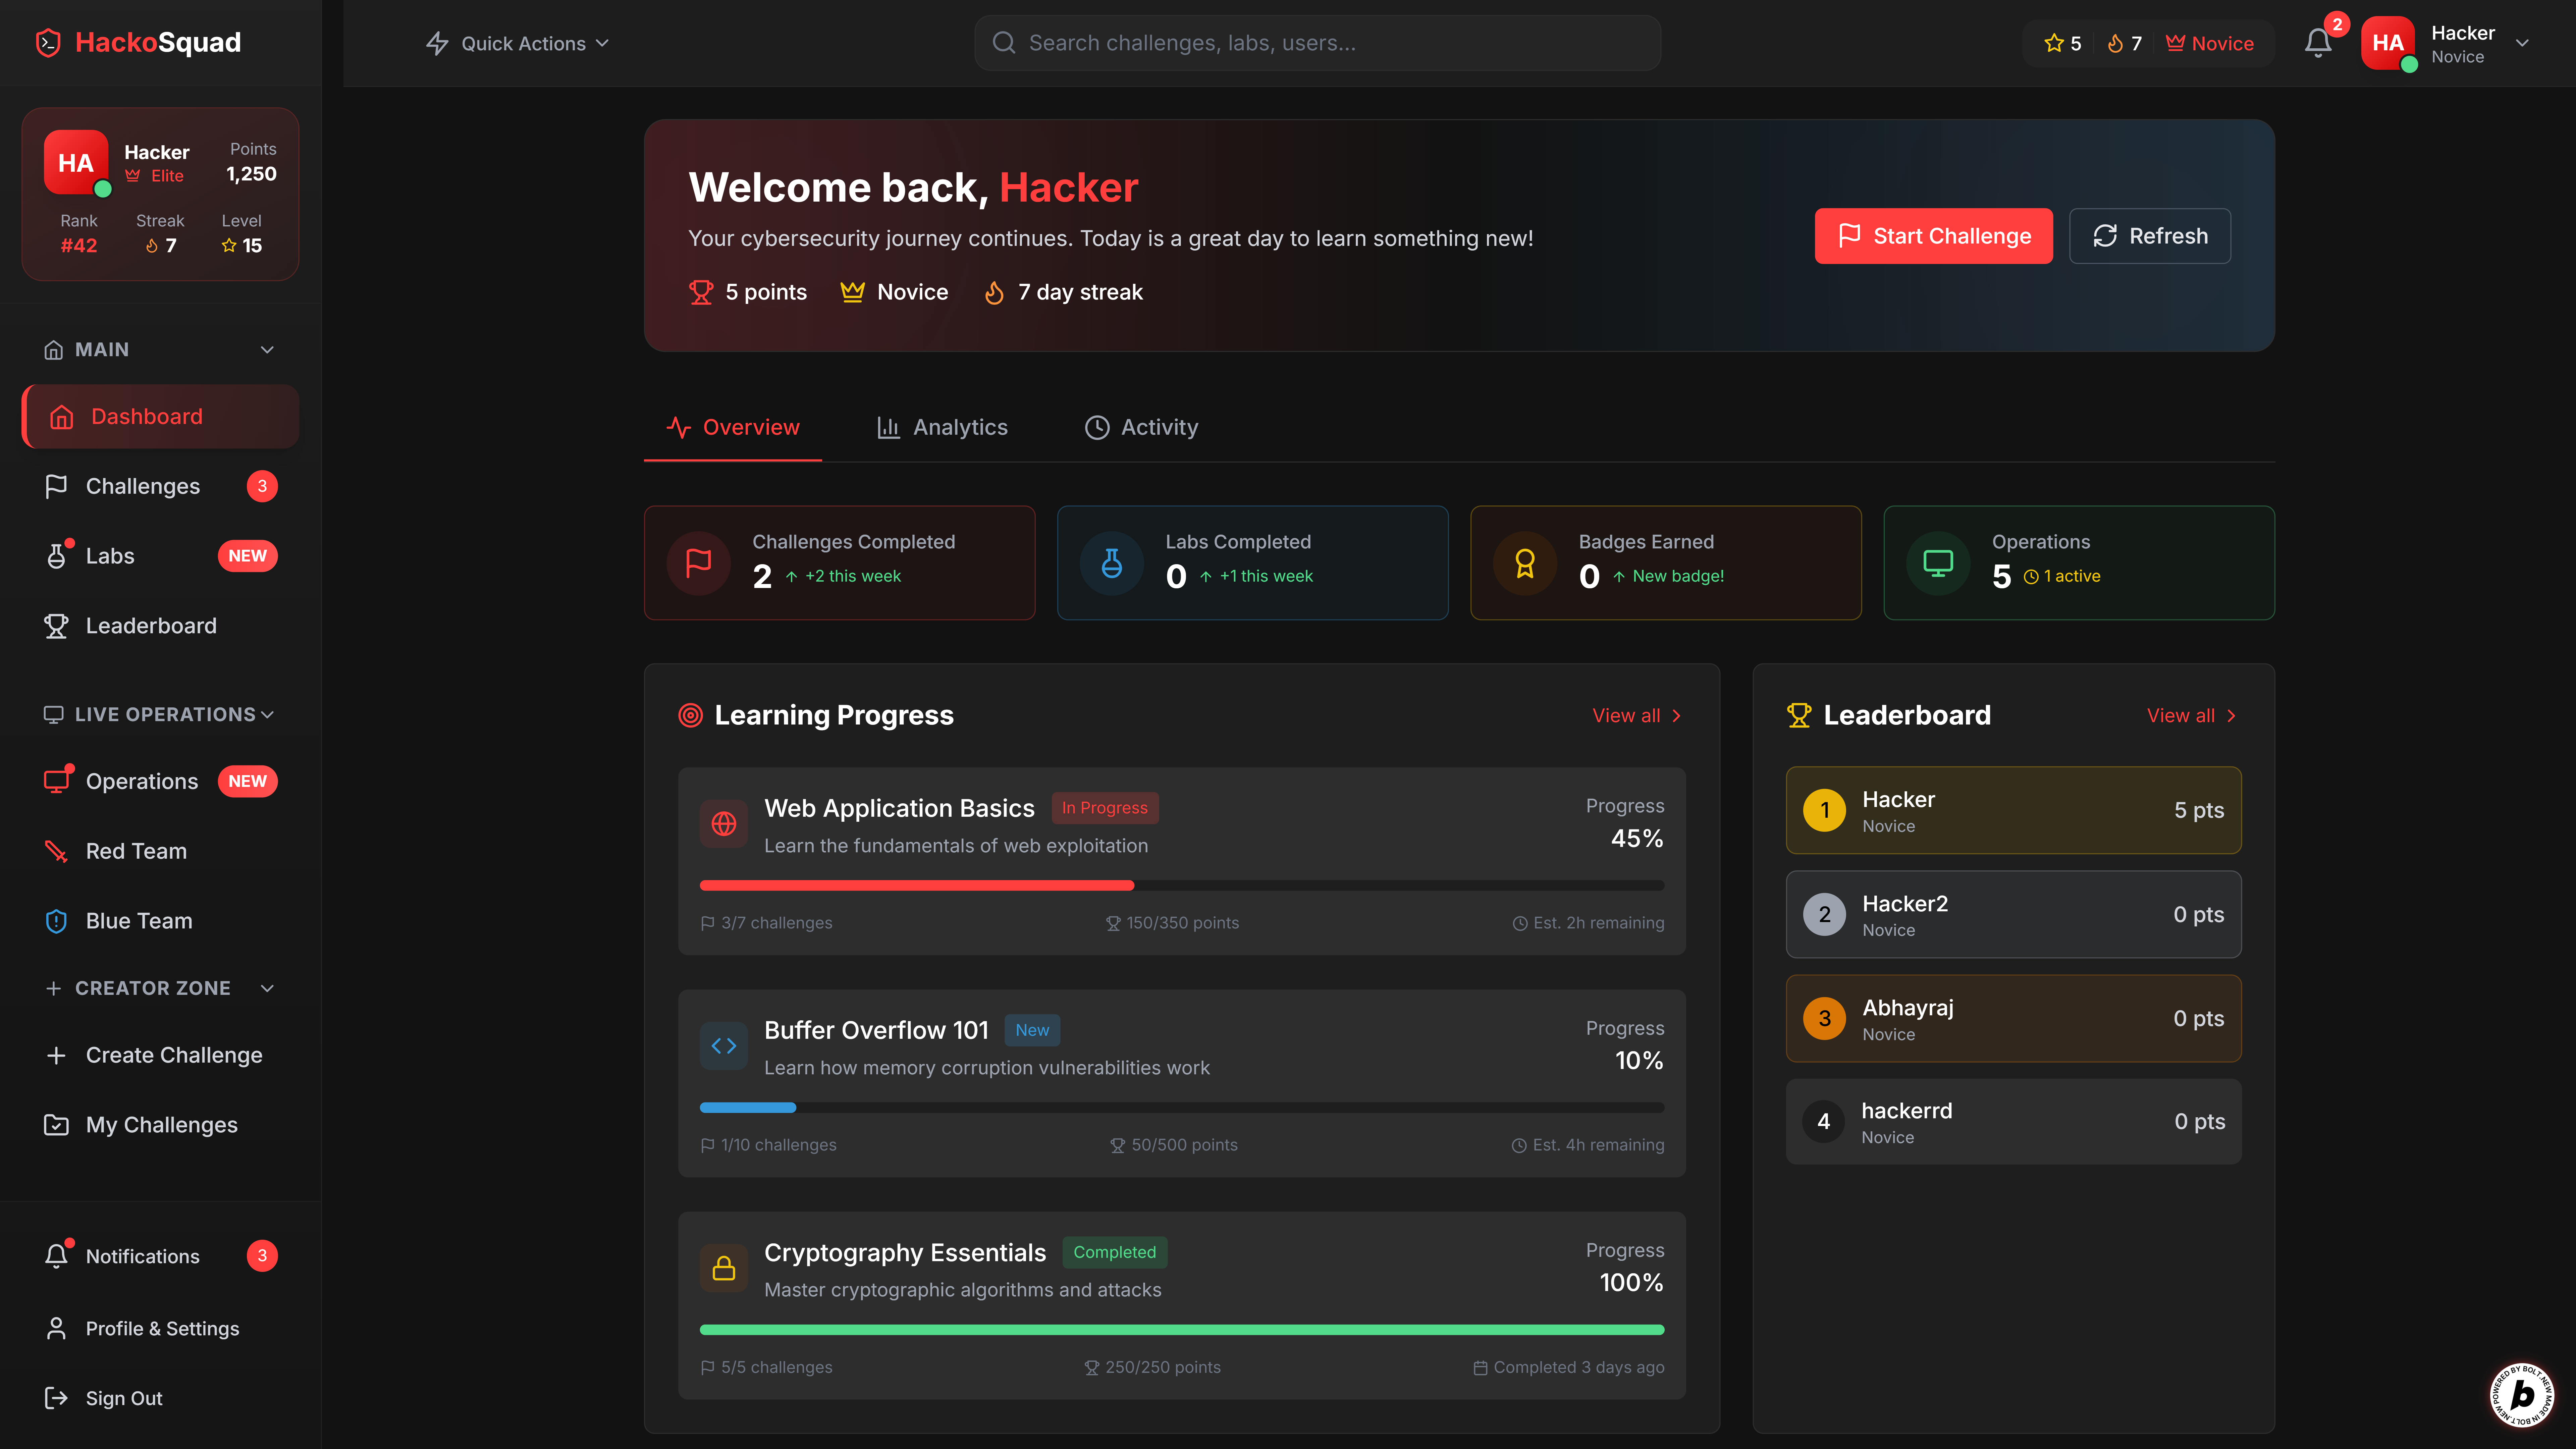 HackoSquad
Quick Actions
Search challenges, labs, users...
5
7
Novice
2
HA
Hacker
Novice
HA
Hacker
Elite
Points
1,250
Rank
#42
Streak
7
Level
15
MAIN
Dashboard
Challenges
3
Labs
NEW
Leaderboard
LIVE OPERATIONS
Operations
NEW
Red Team
Blue Team
CREATOR ZONE
Create Challenge
My Challenges
Notifications
3
Profile & Settings
Sign Out
Welcome back, Hacker
Your cybersecurity journey continues. Today is a great day to learn something new!
5 points
Novice
7 day streak
Start Challenge
Refresh
Overview
Analytics
Activity
Challenges Completed
2
+2 this week
Labs Completed
0
+1 this week
Badges Earned
0
New badge!
Operations
5
1 active
Learning Progress
View all
Web Application Basics
In Progress
Learn the fundamentals of web exploitation
Progress
45%
3/7 challenges
150/350 points
Est. 2h remaining
Buffer Overflow 101
New
Learn how memory corruption vulnerabilities work
Progress
10%
1/10 challenges
50/500 points
Est. 4h remaining
Cryptography Essentials
Completed
Master cryptographic algorithms and attacks
Progress
100%
5/5 challenges
250/250 points
Completed 3 days ago
Leaderboard
View all
1
Hacker
Novice
5 pts
2
Hacker2
Novice
0 pts
3
Abhayraj
Novice
0 pts
4
hackerrd
Novice
0 pts
POWERED BY BOLT.NEW MADE IN BOLT.NEW
b